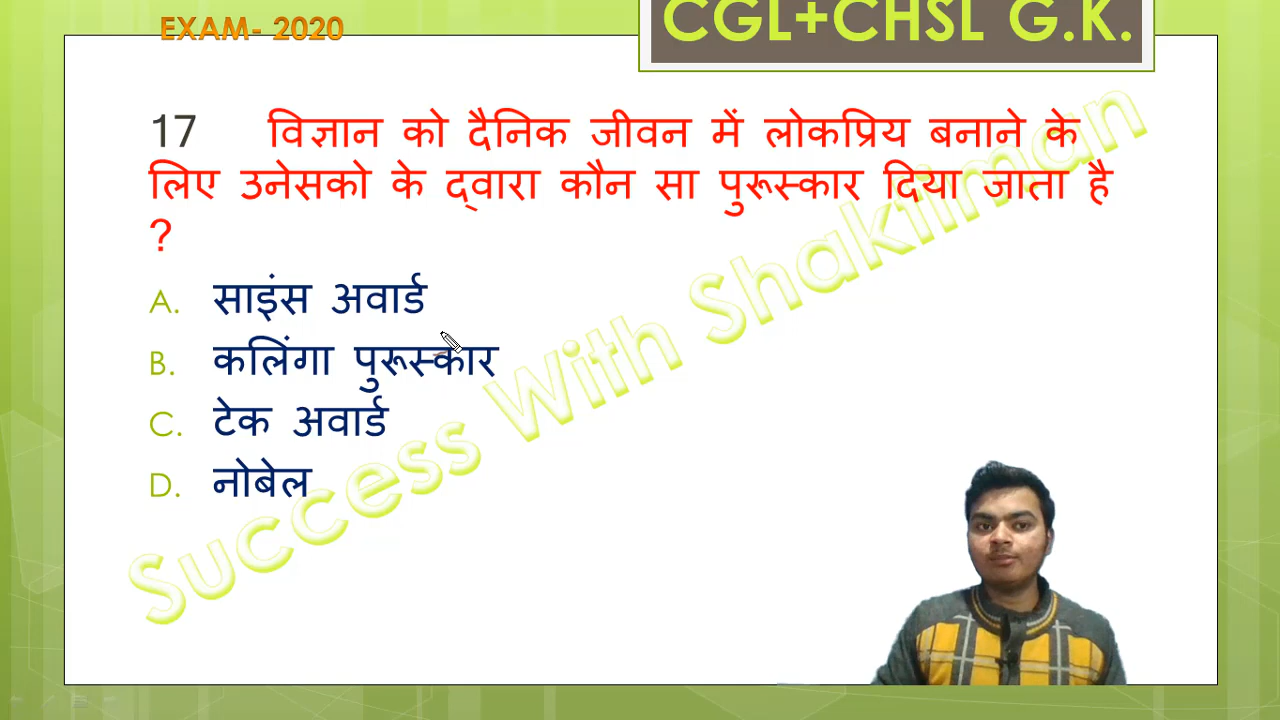 EXAM- 2020
CGL+CHSL G.K.
17 विज्ञान को दैनिक जीवन में लोकप्रिय बनाने के
लिए उनेसको के द्वारा कौन सा पुरूस्कार दिया जाता है
?
A. साइंस अवार्ड
B. कलिंगा पुरूस्कार
C. टेक अवार्ड
D. नोबेल
Success With Shaktiman